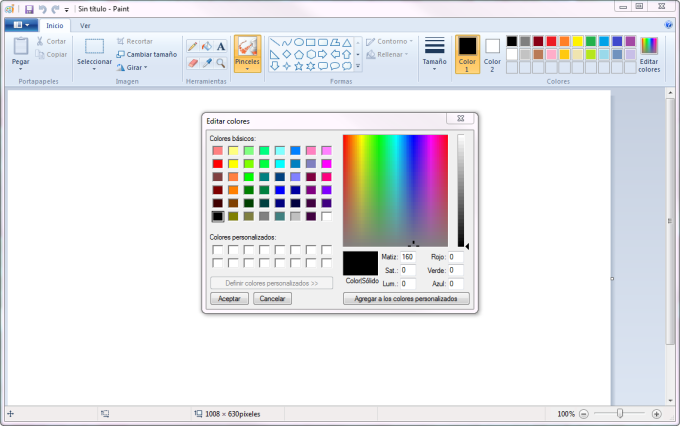 Sin título - Paint
Inicio
Ver
Pegar
Cortar
Copiar
Portapapeles
Seleccionar
Recortar
Cambiar tamaño
Girar
Imagen
A
Herramientas
Pinceles
Contorno
Rellenar
Formas
Tamaño
Color
1
Color
2
Editar
colores
Colores
Editar colores
Colores básicos:
Colores personalizados:
Definir colores personalizados >>
Aceptar
Cancelar
Color|Sólido
Matiz: 160
Sat.: 0
Lum.: 0
Rojo: 0
Verde: 0
Azul: 0
Agregar a los colores personalizados
1008 × 630píxeles
100%